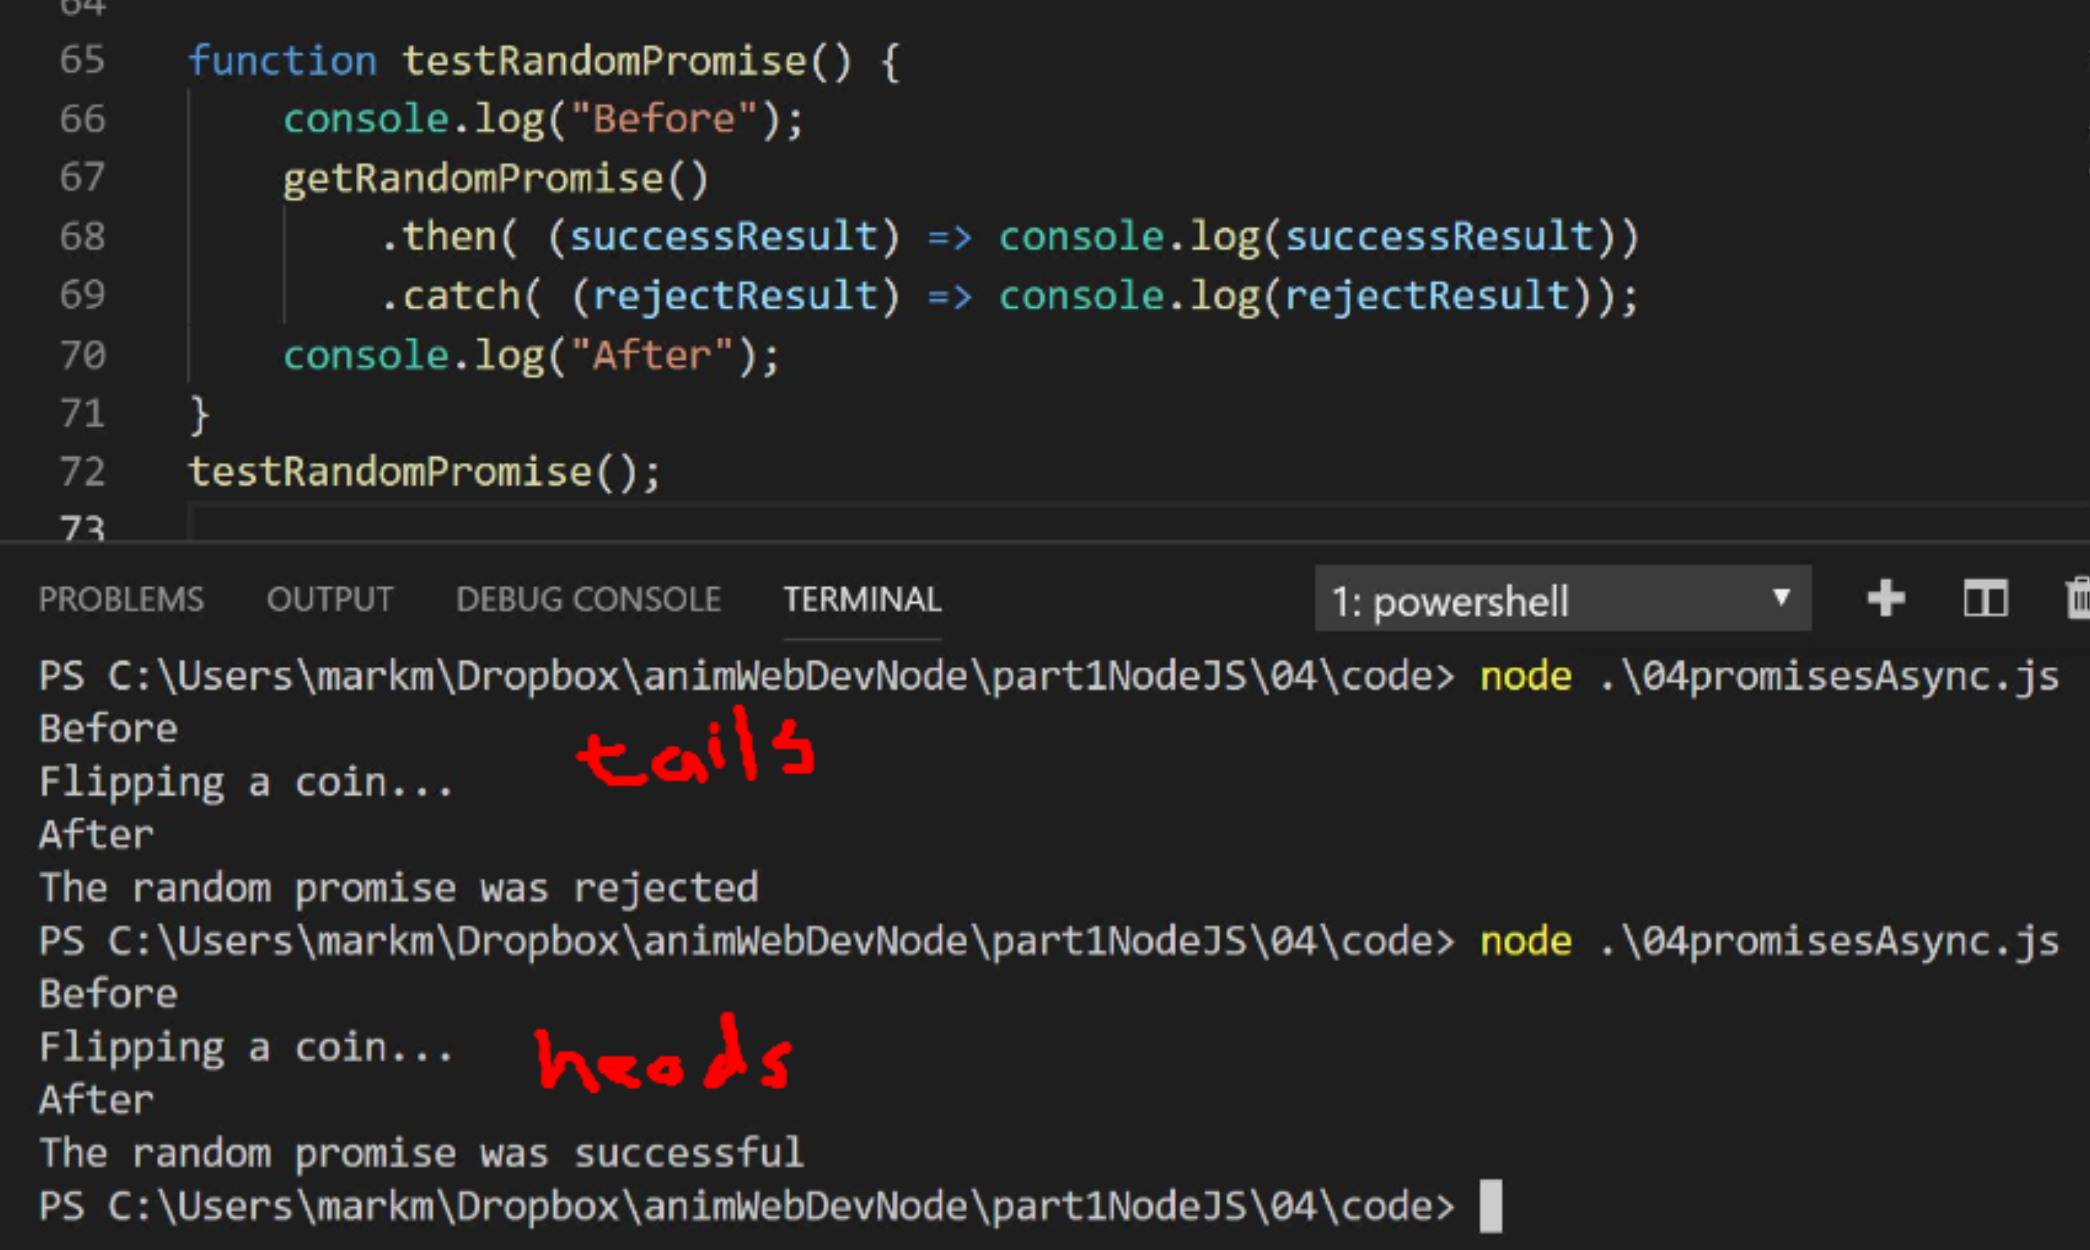 64
65 function testRandomPromise() {
66 console.log("Before");
67 getRandomPromise()
68 .then( (successResult) => console.log(successResult))
69 .catch( (rejectResult) => console.log(rejectResult));
70 console.log("After");
71 }
72 testRandomPromise();
73
PROBLEMS OUTPUT DEBUG CONSOLE TERMINAL 1: powershell
PS C:\Users\markm\Dropbox\animWebDevNode\part1NodeJS\04\code> node .\04promisesAsync.js
Before
tails
Flipping a coin...
After
The random promise was rejected
PS C:\Users\markm\Dropbox\animWebDevNode\part1NodeJS\04\code> node .\04promisesAsync.js
Before
Flipping a coin...
heads
After
The random promise was successful
PS C:\Users\markm\Dropbox\animWebDevNode\part1NodeJS\04\code>